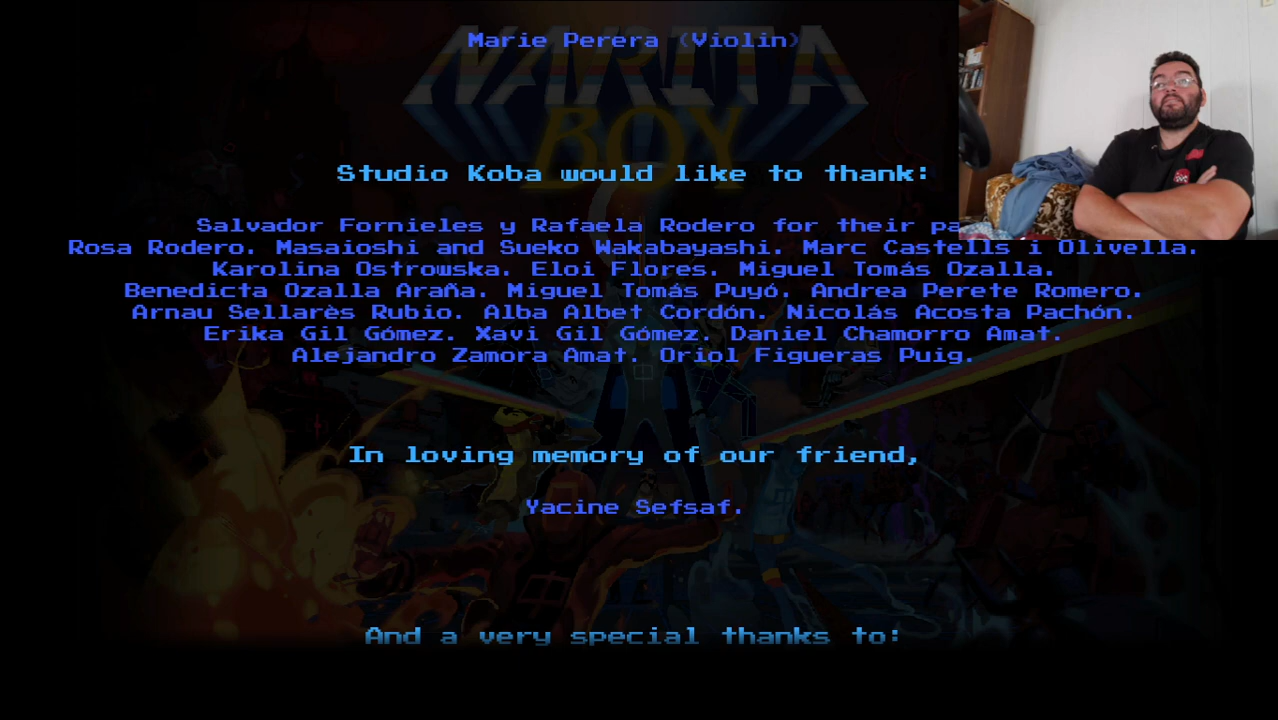 NARITA
BOY
Marie Perera (Violin)
Studio Koba would like to thank:
Salvador Fornieles y Rafaela Rodero for their
Rosa Rodero. Masaioshi and Sueko Wakabayashi. Marc Castells i Olivella.
Karolina Ostrowska. Eloi Flores. Miguel Tomás Ozalla.
Benedicta Ozalla Araña. Miguel Tomás Puyó. Andrea Perete Romero.
Arnau Sellarès Rubio. Alba Albet Cordón. Nicolás Acosta Pachón.
Erika Gil Gómez. Xavi Gil Gómez. Daniel Chamorro Amat.
Alejandro Zamora Amat. Oriol Figueras Puig.
In loving memory of our friend,
Yacine Sefsaf.
And a very special thanks to: